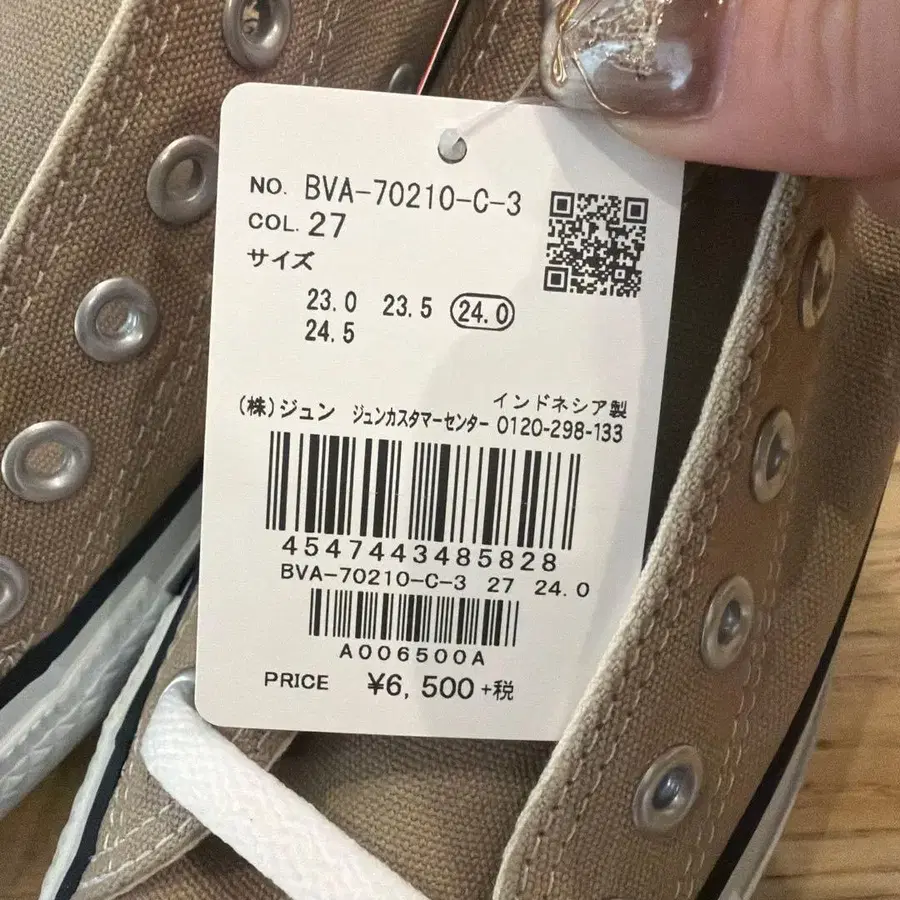 NO. BVA-70210-C-3
COL. 27
サイズ
23.0 23.5 24.0
24.5
インドネシア製
(株)ジュン ジュンカスタマーセンター 0120-298-133
4547443485828
BVA-70210-C-3 27 24.0
A006500A
PRICE ¥6,500+税